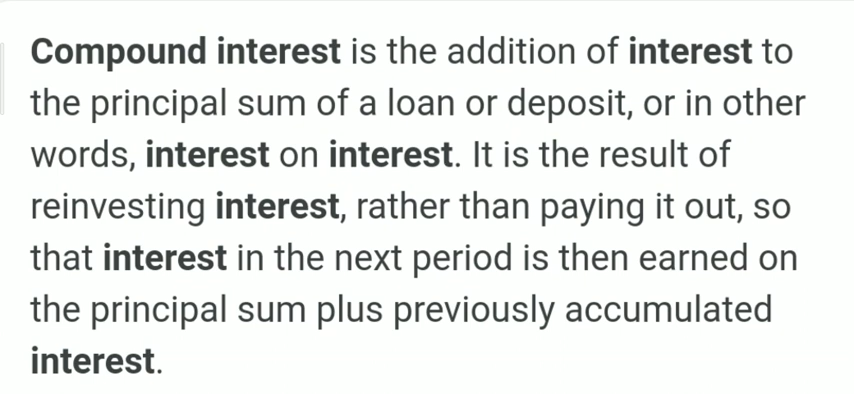 Compound interest is the addition of interest to
the principal sum of a loan or deposit, or in other
words, interest on interest. It is the result of
reinvesting interest, rather than paying it out, so
that interest in the next period is then earned on
the principal sum plus previously accumulated
interest.